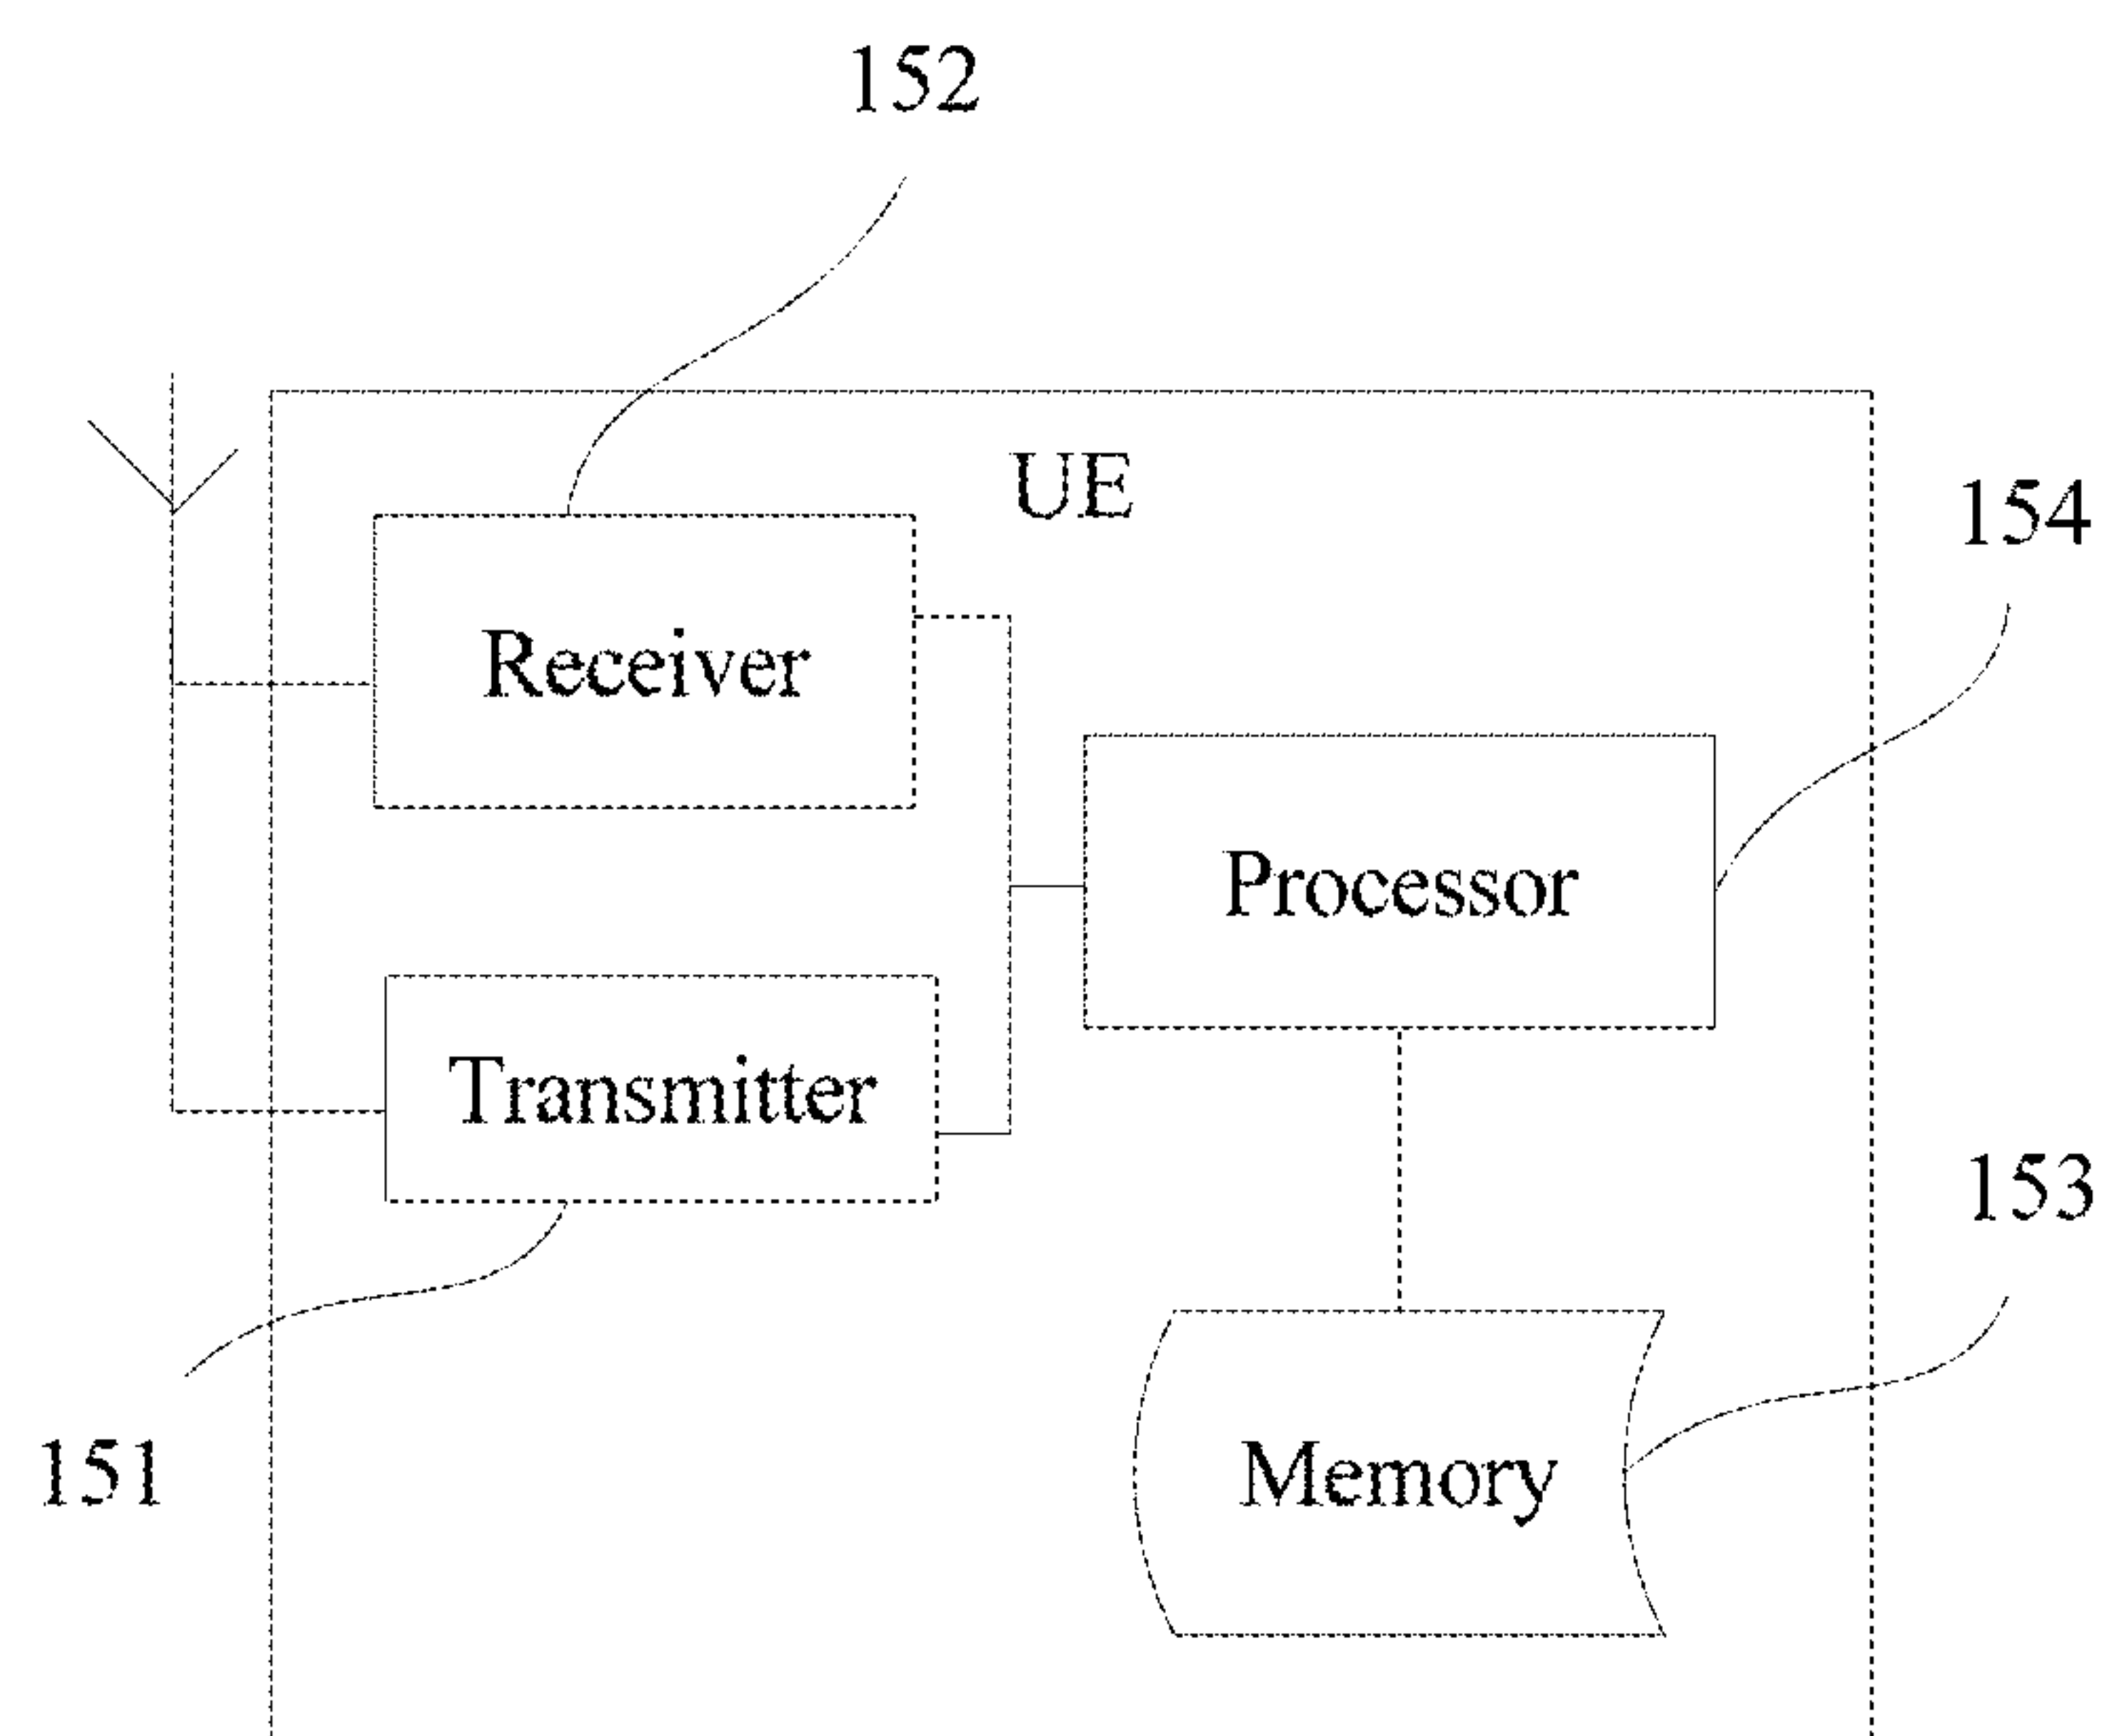 152
UE
154
Receiver
Processor
Transmitter
153
151
Memory